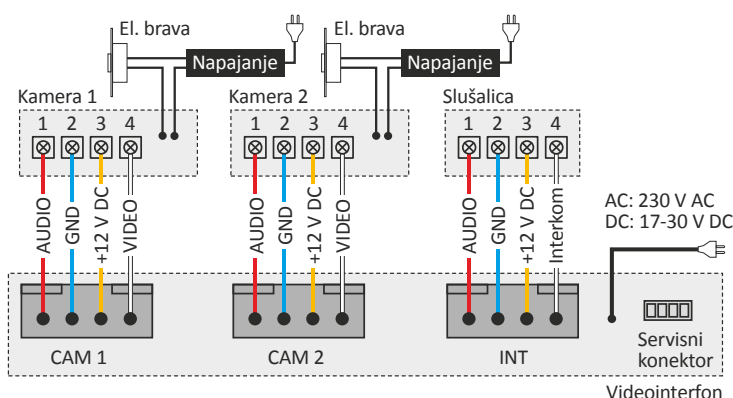 El. brava
El. brava
Napajanje
Napajanje
Kamera 1
Kamera 2
Slušalica
1 2 3 4
1 2 3 4
1 2 3 4
AUDIO
GND
+12 V DC
VIDEO
AUDIO
GND
+12 V DC
VIDEO
AUDIO
GND
+12 V DC
Interkom
AC: 230 V AC
DC: 17-30 V DC
CAM 1
CAM 2
INT
Servisni
konektor
Videointerfon